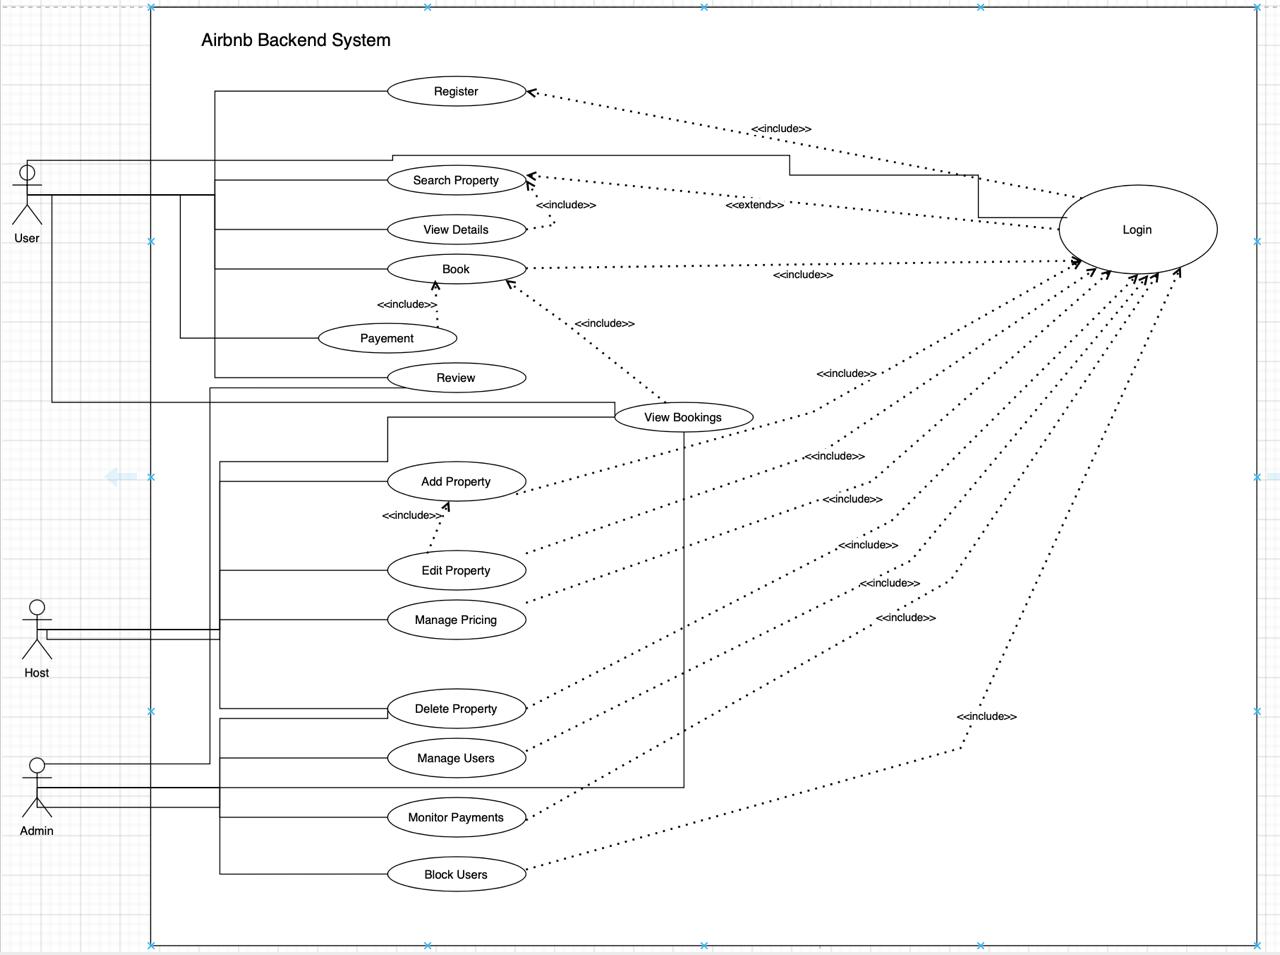 Airbnb Backend System
Register
<<include>>
Search Property
<<include>>
<<extend>>
User
View Details
Login
Book
<<include>>
<<include>>
<<include>>
Payement
<<include>>
Review
View Bookings
<<include>>
Add Property
<<include>>
<<include>>
<<include>>
Edit Property
<<include>>
<<include>>
Manage Pricing
Host
Delete Property
<<include>>
Manage Users
Monitor Payments
Admin
Block Users